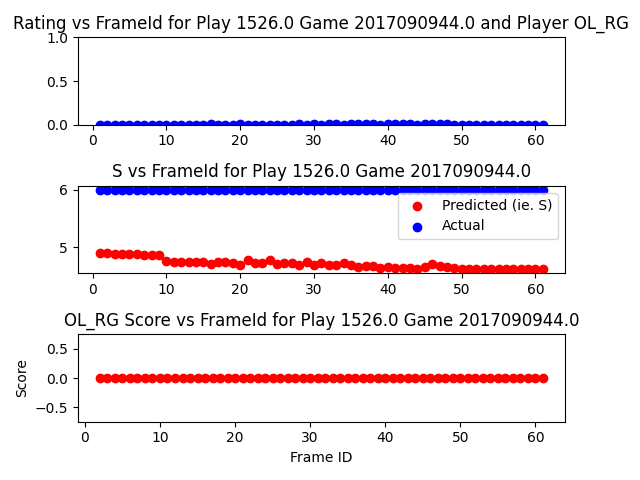 Rating vs FrameId for Play 1526.0 Game 2017090944.0 and Player OL_RG
1.0
0.5
0.0
0 10 20 30 40 50 60
S vs FrameId for Play 1526.0 Game 2017090944.0
6
5
Predicted (ie. S)
Actual
0 10 20 30 40 50 60
OL_RG Score vs FrameId for Play 1526.0 Game 2017090944.0
Score
0.5
0.0
−0.5
0 10 20 30 40 50 60
Frame ID